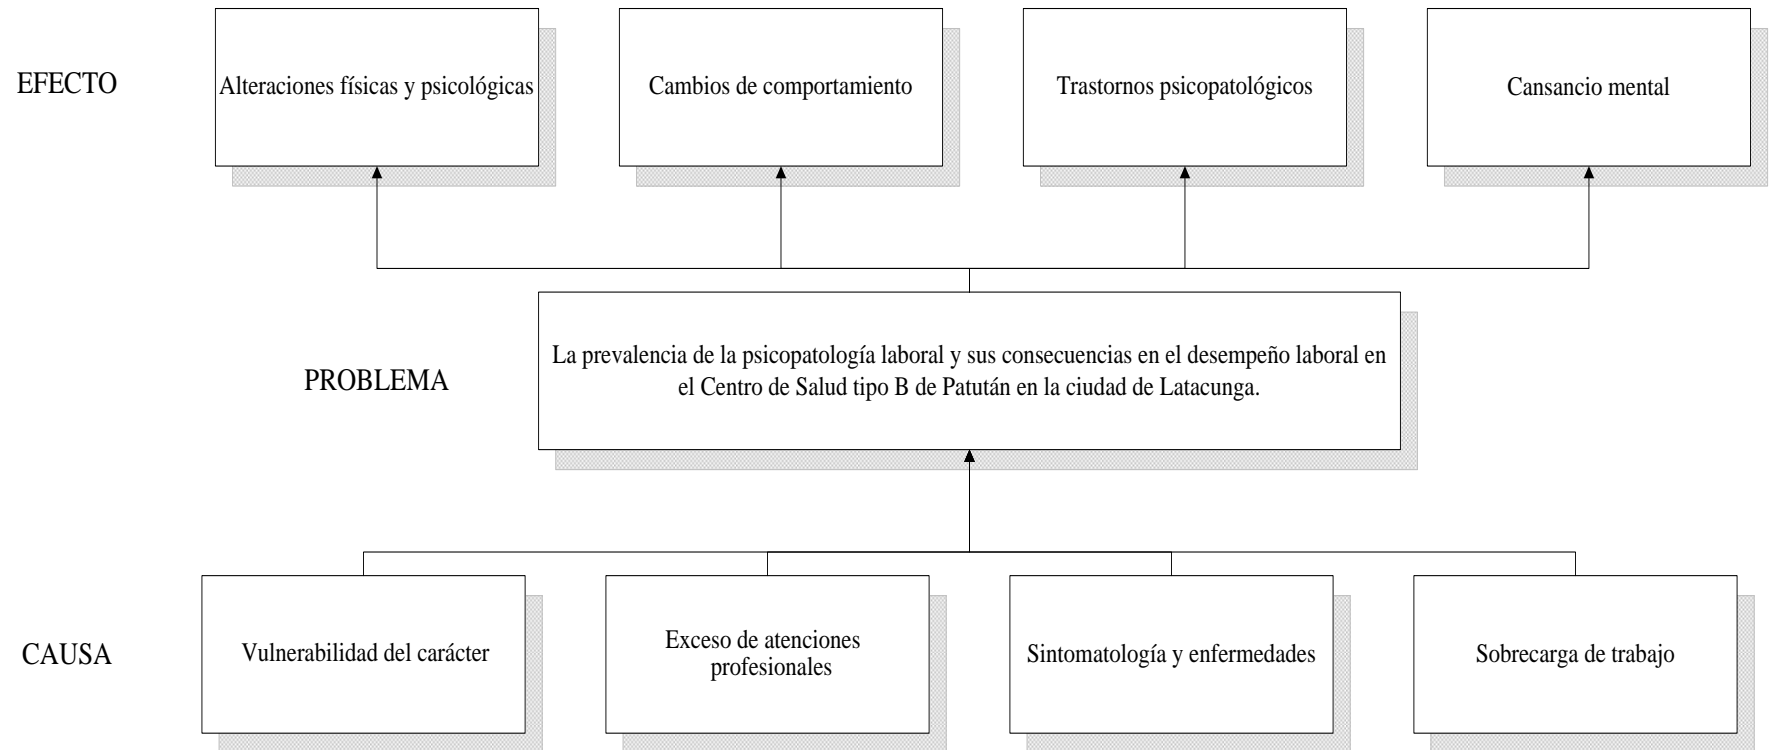 EFECTO
Alteraciones físicas y psicológicas
Cambios de comportamiento
Trastornos psicopatológicos
Cansancio mental
PROBLEMA
La prevalencia de la psicopatología laboral y sus consecuencias en el desempeño laboral en
el Centro de Salud tipo B de Patután en la ciudad de Latacunga.
CAUSA
Vulnerabilidad del carácter
Exceso de atenciones
profesionales
Sintomatología y enfermedades
Sobrecarga de trabajo